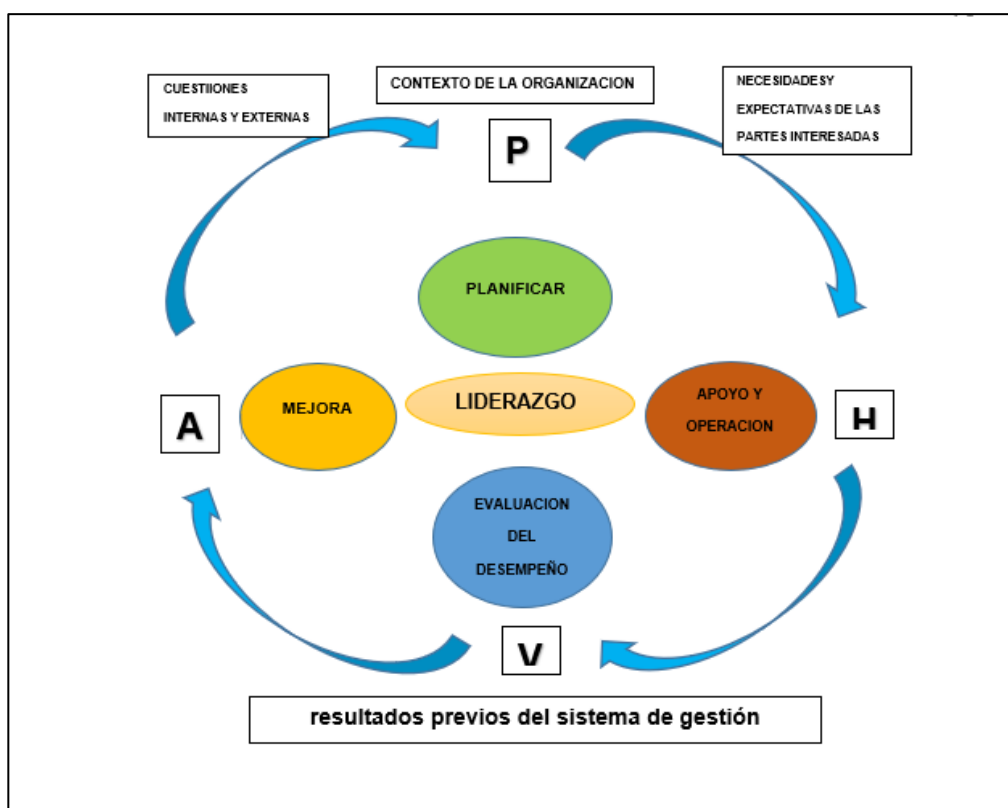 CUESTIIONES
INTERNAS Y EXTERNAS
CONTEXTO DE LA ORGANIZACION
NECESIDADESY
EXPECTATIVAS DE LAS
PARTES INTERESADAS
P
PLANIFICAR
A
MEJORA
LIDERAZGO
APOYO Y
OPERACION
H
EVALUACION
DEL
DESEMPEÑO
V
resultados previos del sistema de gestión